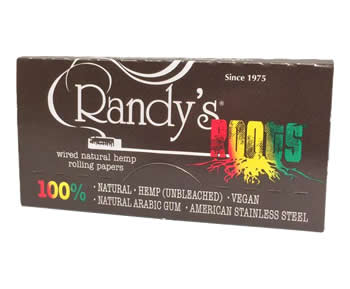 Since 1975
Randy's®
ROOTS
wired natural hemp
rolling papers
100% · NATURAL · HEMP (UNBLEACHED) · VEGAN
· NATURAL ARABIC GUM · AMERICAN STAINLESS STEEL